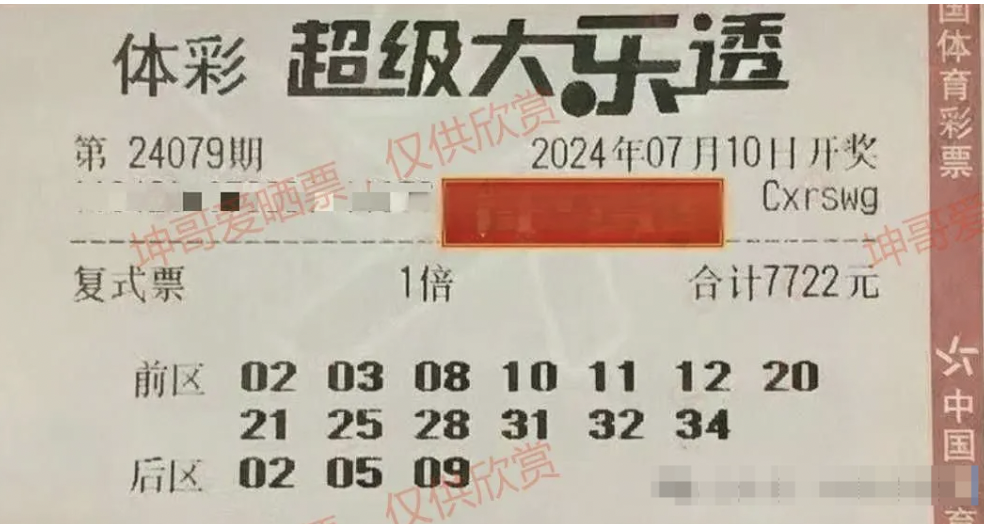 体彩 超级大乐透
第 24079期 2024年07月10日开奖
Cxrswg
复式票 1倍 合计7722元
前区 02 03 08 10 11 12 20
21 25 28 31 32 34
后区 02 05 09
坤哥爱晒票 / 仅供欣赏
坤哥爱
仅供欣赏
国体育彩票
中国
育